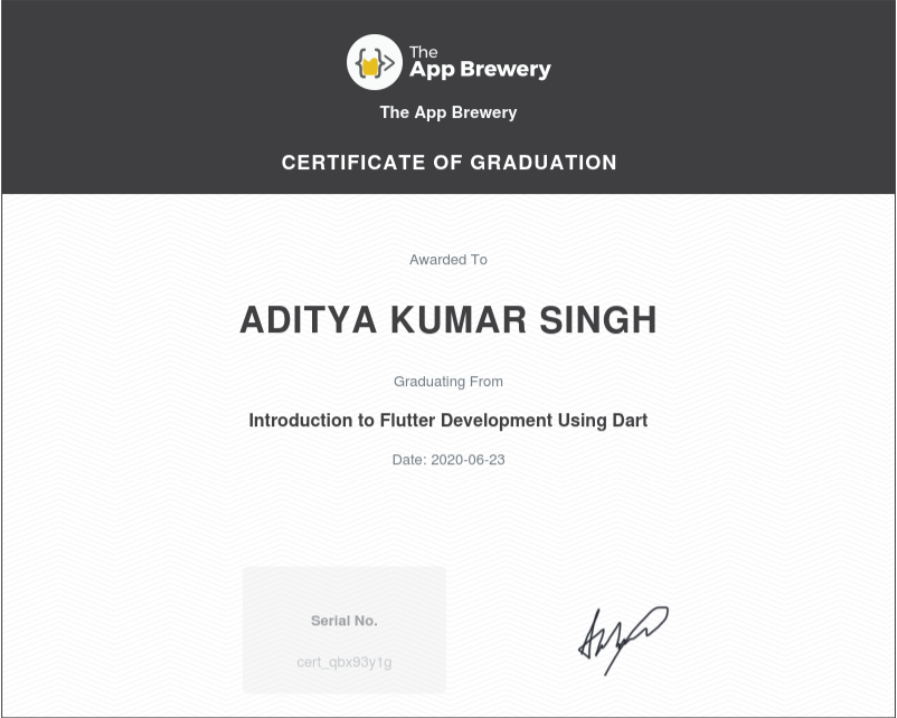 The
App Brewery
The App Brewery
CERTIFICATE OF GRADUATION
Awarded To
ADITYA KUMAR SINGH
Graduating From
Introduction to Flutter Development Using Dart
Date: 2020-06-23
Serial No.
cert_qbx93y1g